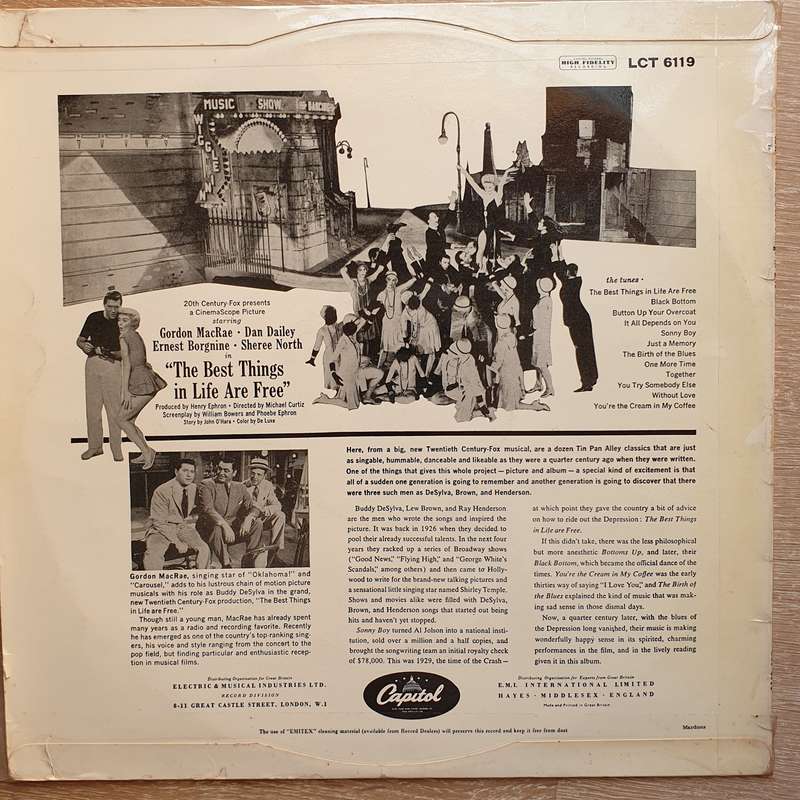 HIGH FIDELITY
RECORDING
LCT 6119
MUSIC SHOW
20th Century-Fox presents
a CinemaScope Picture
starring
Gordon MacRae · Dan Dailey
Ernest Borgnine · Sheree North
in
"The Best Things
in Life Are Free"
Produced by Henry Ephron · Directed by Michael Curtiz
Screenplay by William Bowers and Phoebe Ephron
Story by John O'Hara · Color by De Luxe
the tunes ·
The Best Things in Life Are Free
Black Bottom
Button Up Your Overcoat
It All Depends on You
Sonny Boy
Just a Memory
The Birth of the Blues
One More Time
Together
You Try Somebody Else
Without Love
You're the Cream in My Coffee
Here, from a big, new Twentieth Century-Fox musical, are a dozen Tin Pan Alley classics that are just
as singable, hummable, danceable and likeable as they were a quarter century ago when they were written.
One of the things that gives this whole project — picture and album — a special kind of excitement is that
all of a sudden one generation is going to remember and another generation is going to discover that there
were three such men as DeSylva, Brown, and Henderson.
Gordon MacRae, singing star of "Oklahoma!" and
"Carousel," adds to his lustrous chain of motion picture
musicals with his role as Buddy DeSylva in the grand,
new Twentieth Century-Fox production, "The Best Things
in Life are Free."
Though still a young man, MacRae has already spent
many years as a radio and recording favorite. Recently
he has emerged as one of the country's top-ranking sing-
ers, his voice and style ranging from the concert to the
pop field, but finding particular and enthusiastic recep-
tion in musical films.
Buddy DeSylva, Lew Brown, and Ray Henderson
are the men who wrote the songs and inspired the
picture. It was back in 1926 when they decided to
pool their already successful talents. In the next four
years they racked up a series of Broadway shows
("Good News," "Flying High," and "George White's
Scandals," among others) and then came to Holly-
wood to write for the brand-new talking pictures and
a sensational little singing star named Shirley Temple.
Shows and movies alike were filled with DeSylva,
Brown, and Henderson songs that started out being
hits and haven't yet stopped.
Sonny Boy turned Al Jolson into a national insti-
tution, sold over a million and a half copies, and
brought the songwriting team an initial royalty check
of $78,000. This was 1929, the time of the Crash —
at which point they gave the country a bit of advice
on how to ride out the Depression: The Best Things
in Life Are Free.
If this didn't take, there was the less philosophical
but more anesthetic Bottoms Up, and later, their
Black Bottom, which became the official dance of the
times. You're the Cream in My Coffee was the early
thirties way of saying "I Love You," and The Birth of
the Blues explained the kind of music that was mak-
ing sad sense in those dismal days.
Now, a quarter century later, with the blues of
the Depression long vanished, their music is making
wonderfully happy sense in its spirited, charming
performances in the film, and in the lively reading
given it in this album.
Distributing Organisation for Great Britain
ELECTRIC & MUSICAL INDUSTRIES LTD.
RECORD DIVISION
8-11 GREAT CASTLE STREET, LONDON, W.1
Capitol
Distributing Organisation for Exports from Great Britain
E.M.I. INTERNATIONAL LIMITED
HAYES · MIDDLESEX · ENGLAND
Made and Printed in Great Britain
The use of "EMITEX" cleaning material (available from Record Dealers) will preserve this record and keep it free from dust